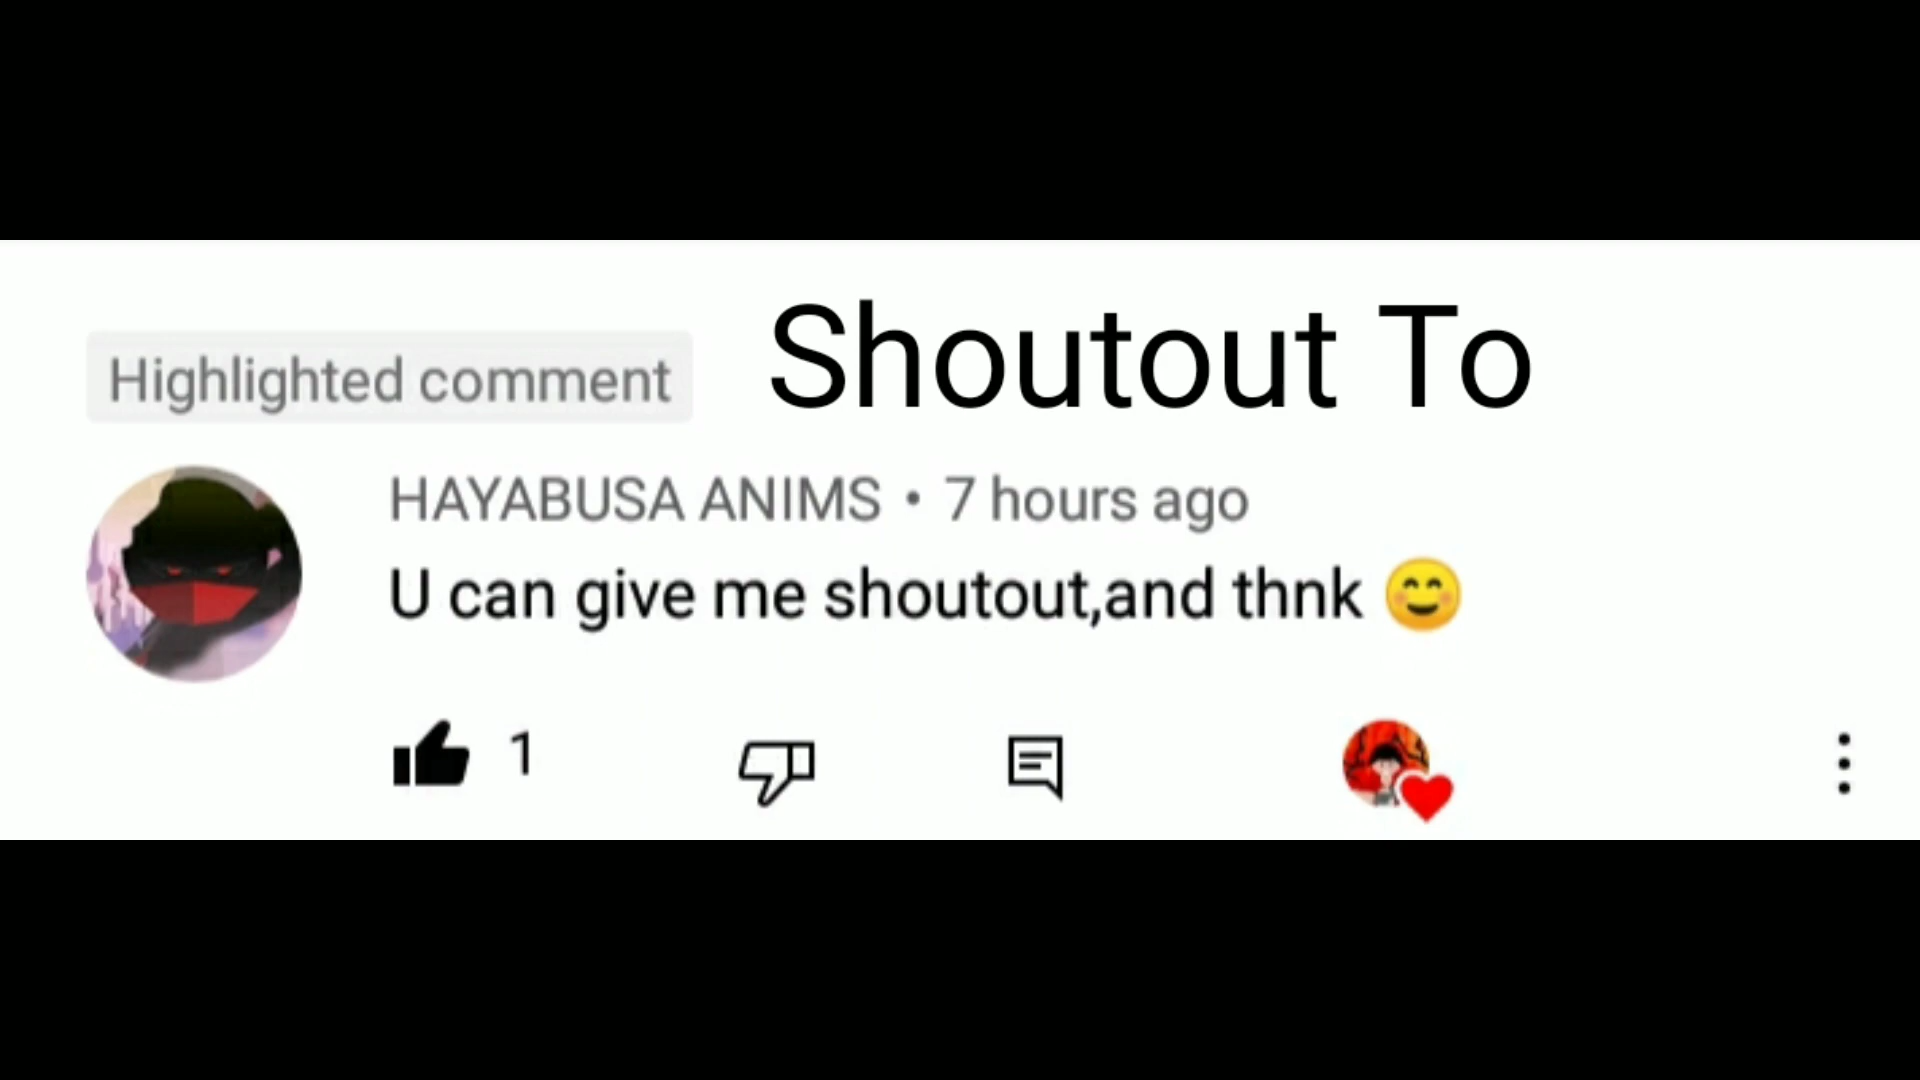 Shoutout To
Highlighted comment
HAYABUSA ANIMS • 7 hours ago
U can give me shoutout,and thnk 😊
1